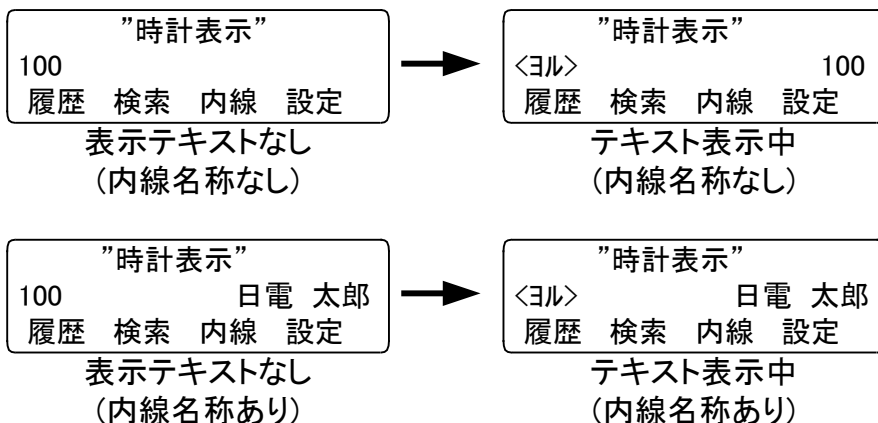 ”時計表示” ”時計表示”
100 <ﾖﾙ> 100
履歴 検索 内線 設定 履歴 検索 内線 設定
表示テキストなし テキスト表示中
(内線名称なし) (内線名称なし)
”時計表示” ”時計表示”
100 日電 太郎 <ﾖﾙ> 日電 太郎
履歴 検索 内線 設定 履歴 検索 内線 設定
表示テキストなし テキスト表示中
(内線名称あり) (内線名称あり)